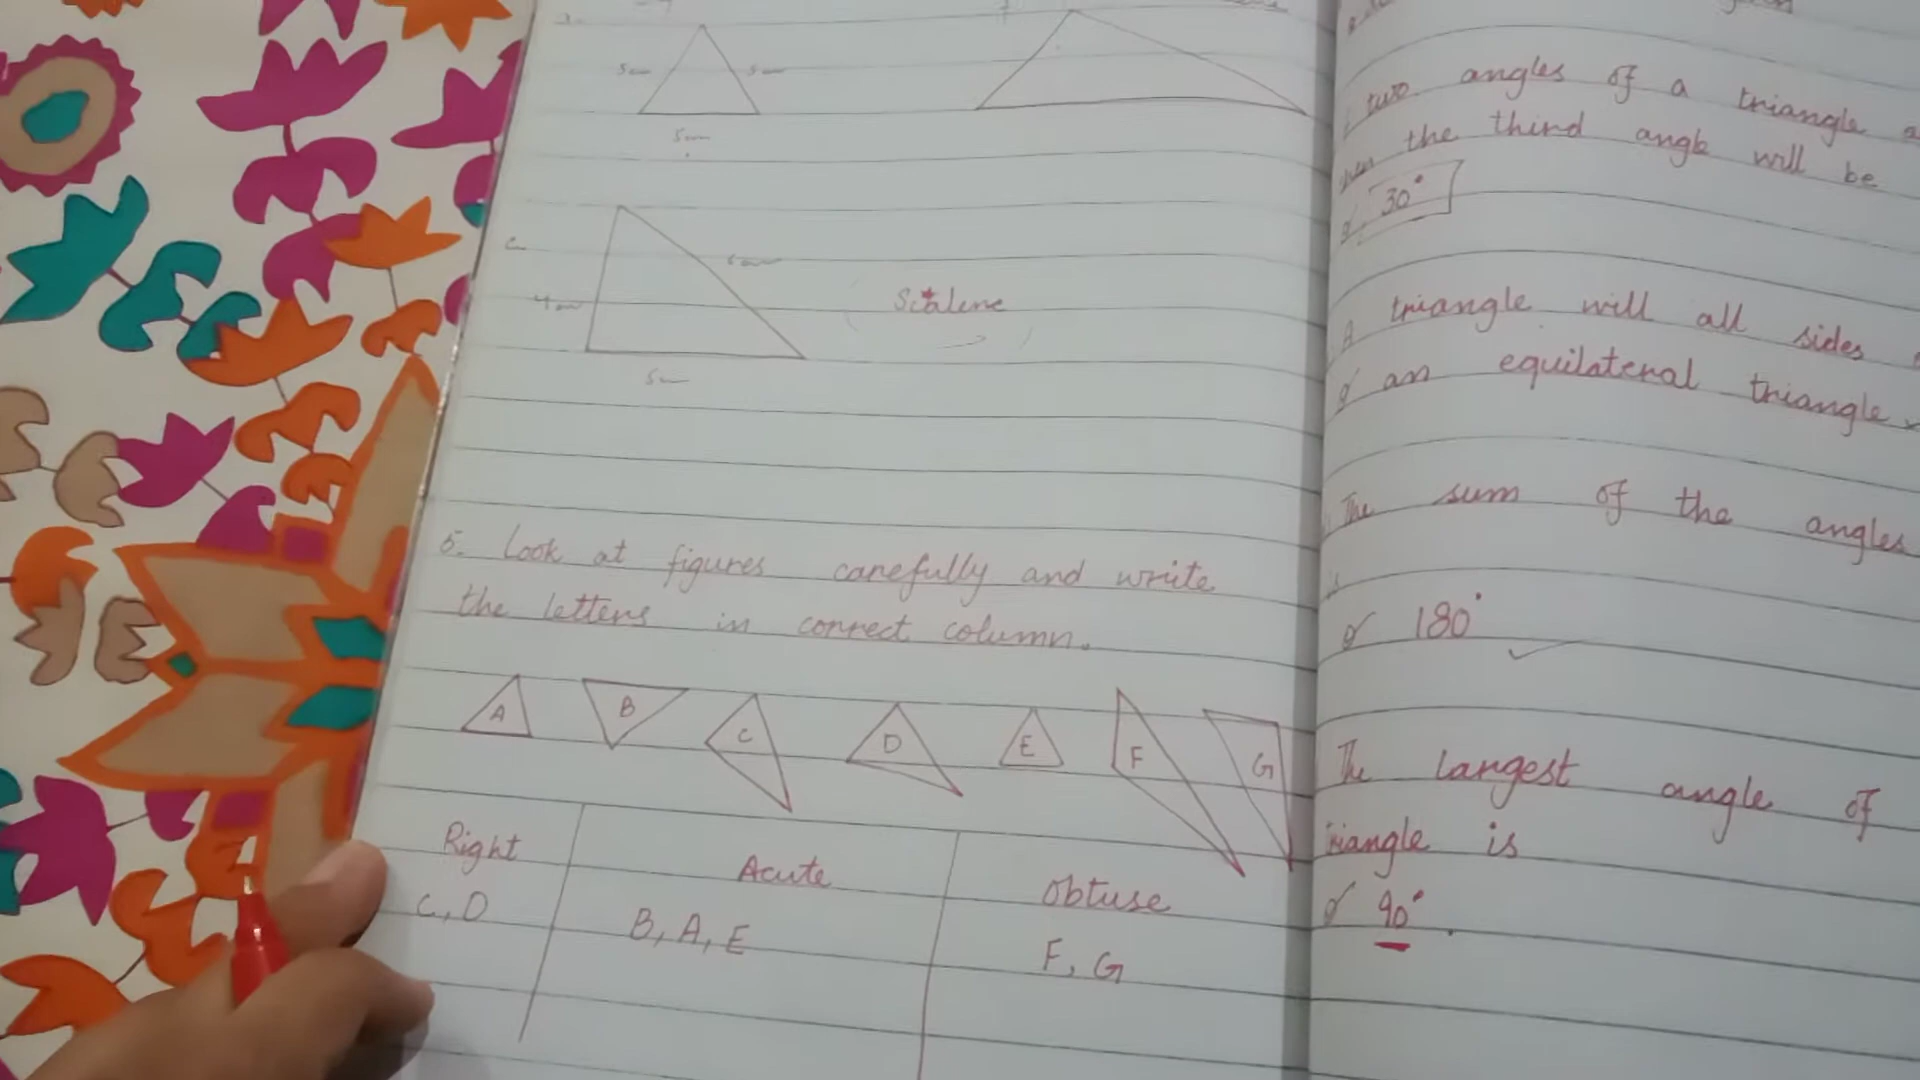 5cm 5cm
5cm
c.
6cm
4cm
Scalene
5cm
5. Look at figures carefully and write
the letters in correct column.
A B C D E F G
Right Acute Obtuse
C, D B, A, E F, G
two angles of a triangle
the third angle will be
30°
A triangle will all sides
an equilateral triangle
The sum of the angles
180°
The largest angle of
triangle is
90°